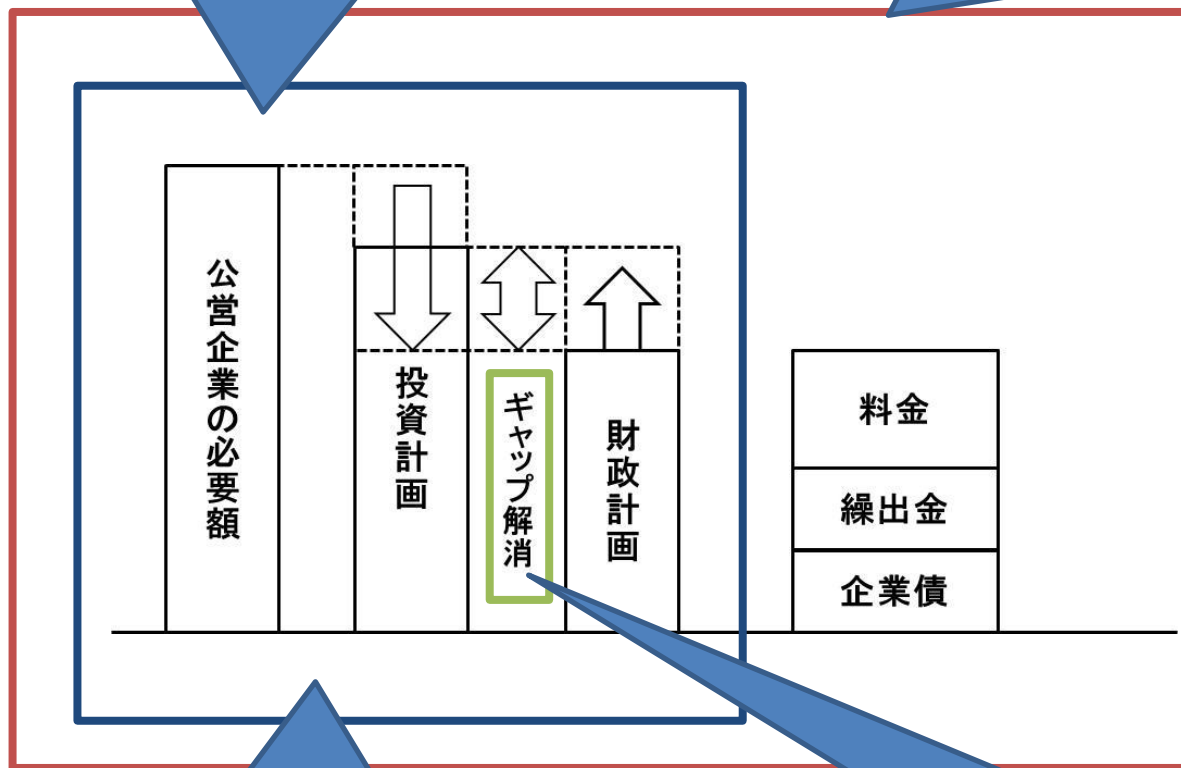 公営企業の必要額
投資計画
ギャップ解消
財政計画
料金
繰出金
企業債